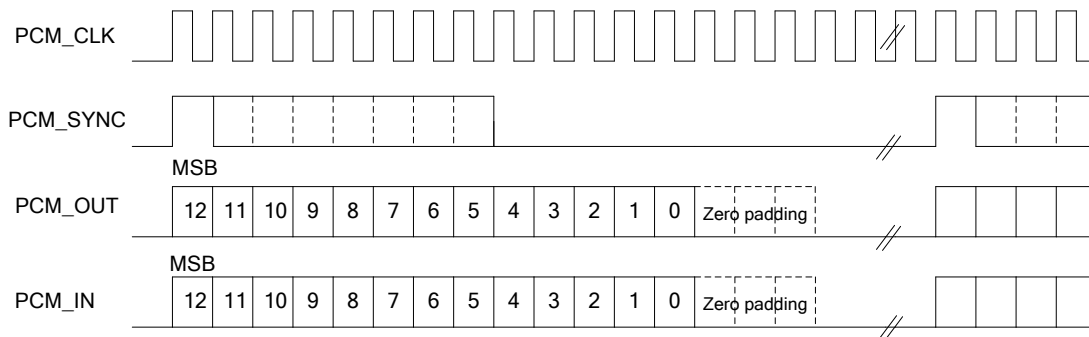 PCM_CLK
PCM_SYNC
MSB
PCM_OUT 12 11 10 9 8 7 6 5 4 3 2 1 0 Zero padding
MSB
PCM_IN 12 11 10 9 8 7 6 5 4 3 2 1 0 Zero padding